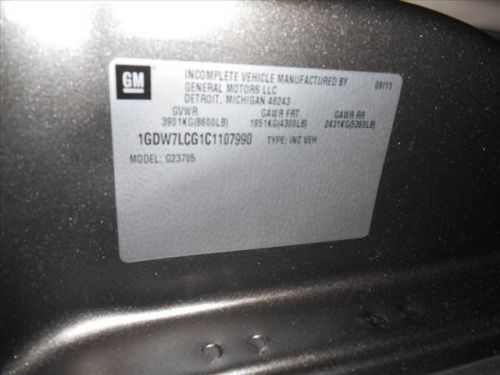 GM
INCOMPLETE VEHICLE MANUFACTURED BY 09/11
GENERAL MOTORS LLC
DETROIT, MICHIGAN 48243
GVWR GAWR FRT GAWR RR
3901KG(8600LB) 1951KG(4300LB) 2431KG(5360LB)
1GDW7LCG1C1107990 TYPE: INC VEH
MODEL: G23705